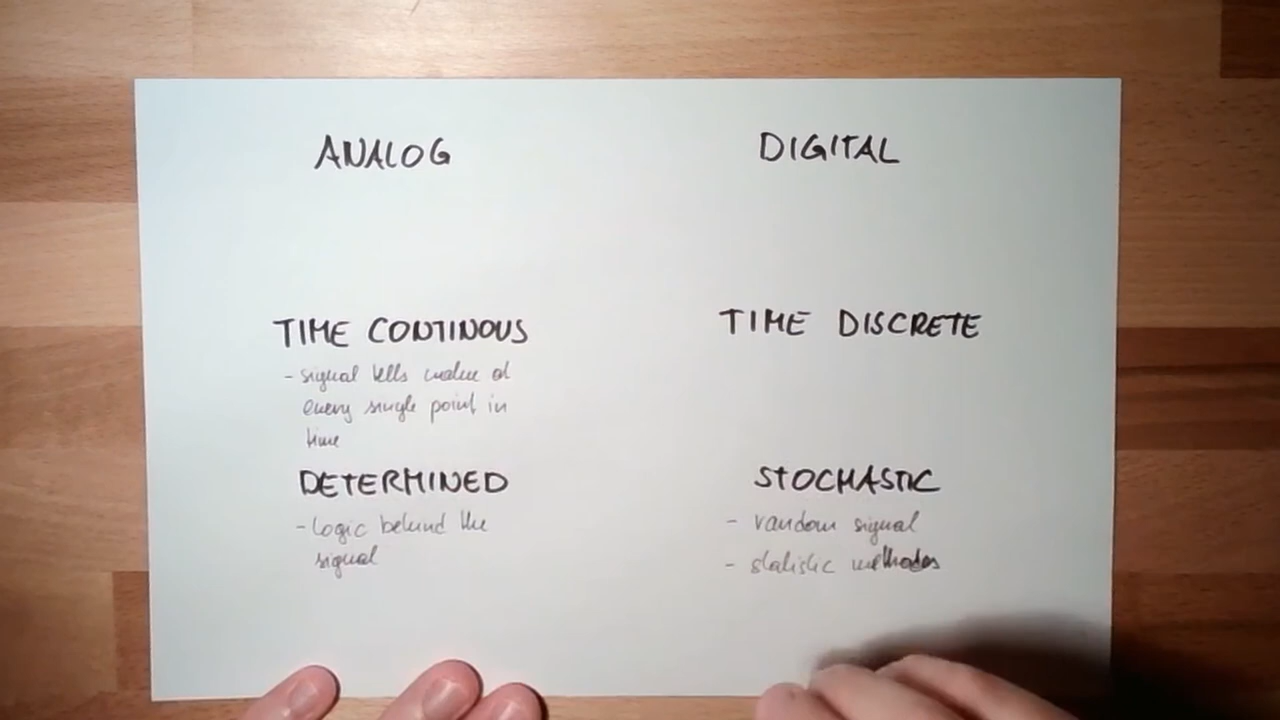 ANALOG
DIGITAL
TIME CONTINOUS
- signal tells value at
every single point in
time
TIME DISCRETE
DETERMINED
- logic behind the
signal
STOCHASTIC
- random signal
- statistic methodes